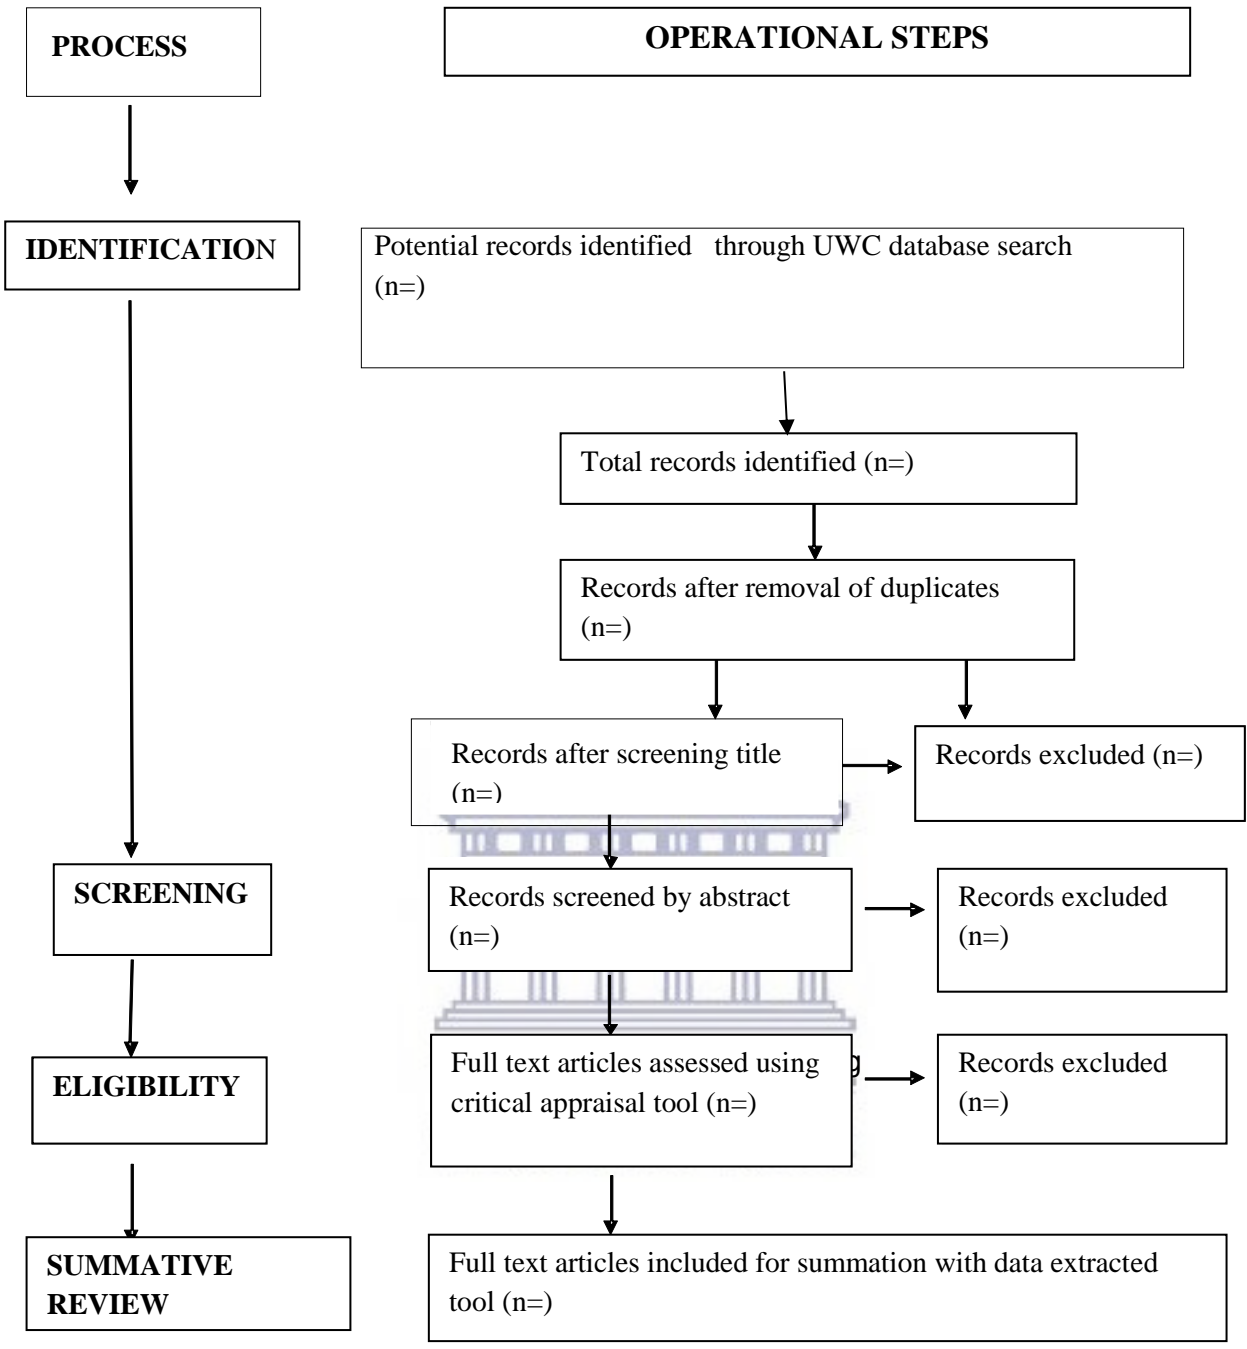 PROCESS
OPERATIONAL STEPS
IDENTIFICATION
Potential records identified through UWC database search
(n=)
Total records identified (n=)
Records after removal of duplicates
(n=)
Records after screening title
(n=)
Records excluded (n=)
SCREENING
Records screened by abstract
(n=)
Records excluded
(n=)
ELIGIBILITY
Full text articles assessed using
critical appraisal tool (n=)
Records excluded
(n=)
SUMMATIVE
REVIEW
Full text articles included for summation with data extracted
tool (n=)